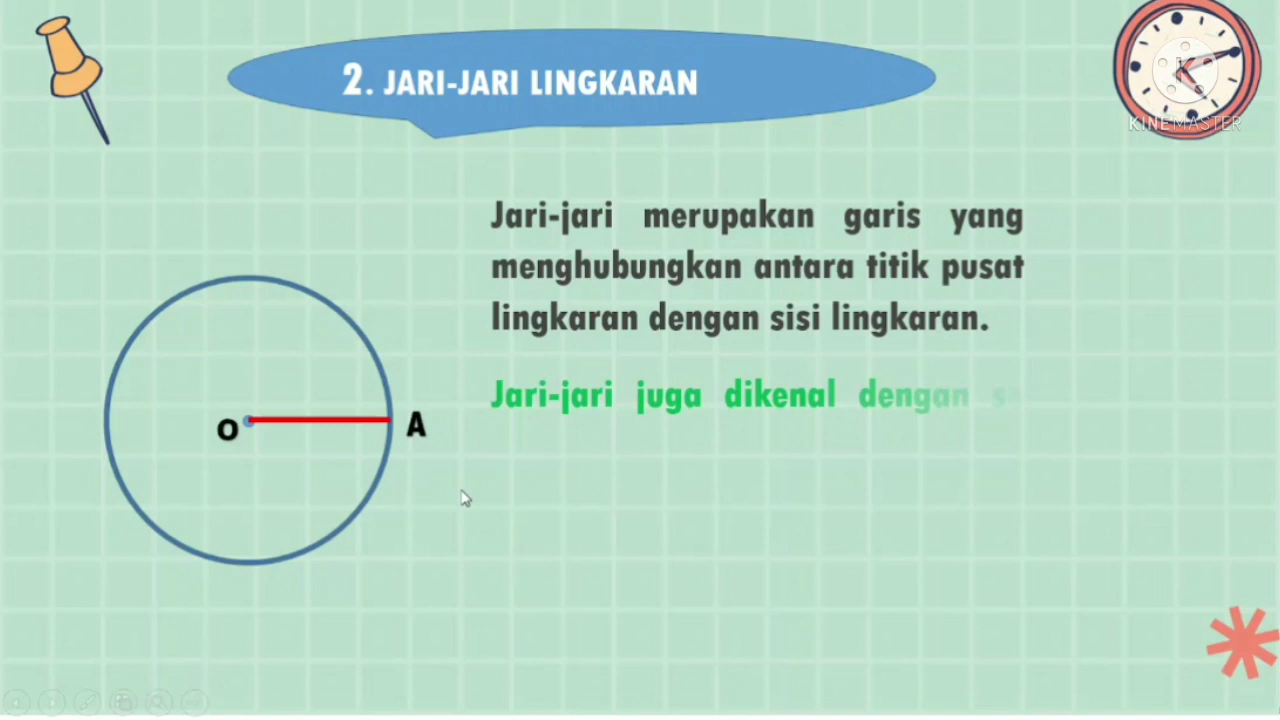 2. JARI-JARI LINGKARAN
KINEMASTER
Jari-jari merupakan garis yang
menghubungkan antara titik pusat
lingkaran dengan sisi lingkaran.
Jari-jari juga dikenal dengan
O
A